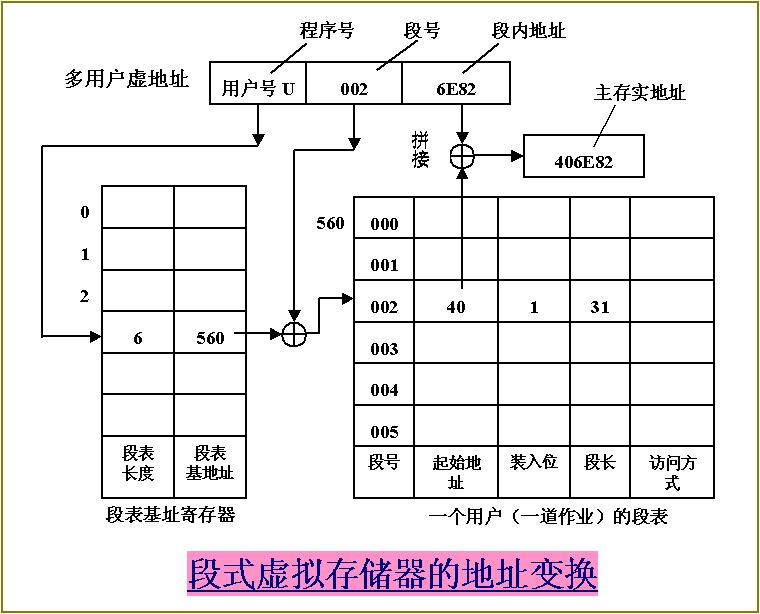 程序号 段号 段内地址
多用户虚地址 用户号 U 002 6E82
主存实地址
拼接
406E82
0
560 000
1
001
2
002 40 1 31
6 560
003
004
005
段表长度 段表基地址
段号 起始地址 装入位 段长 访问方式
段表基址寄存器
一个用户（一道作业）的段表
段式虚拟存储器的地址变换